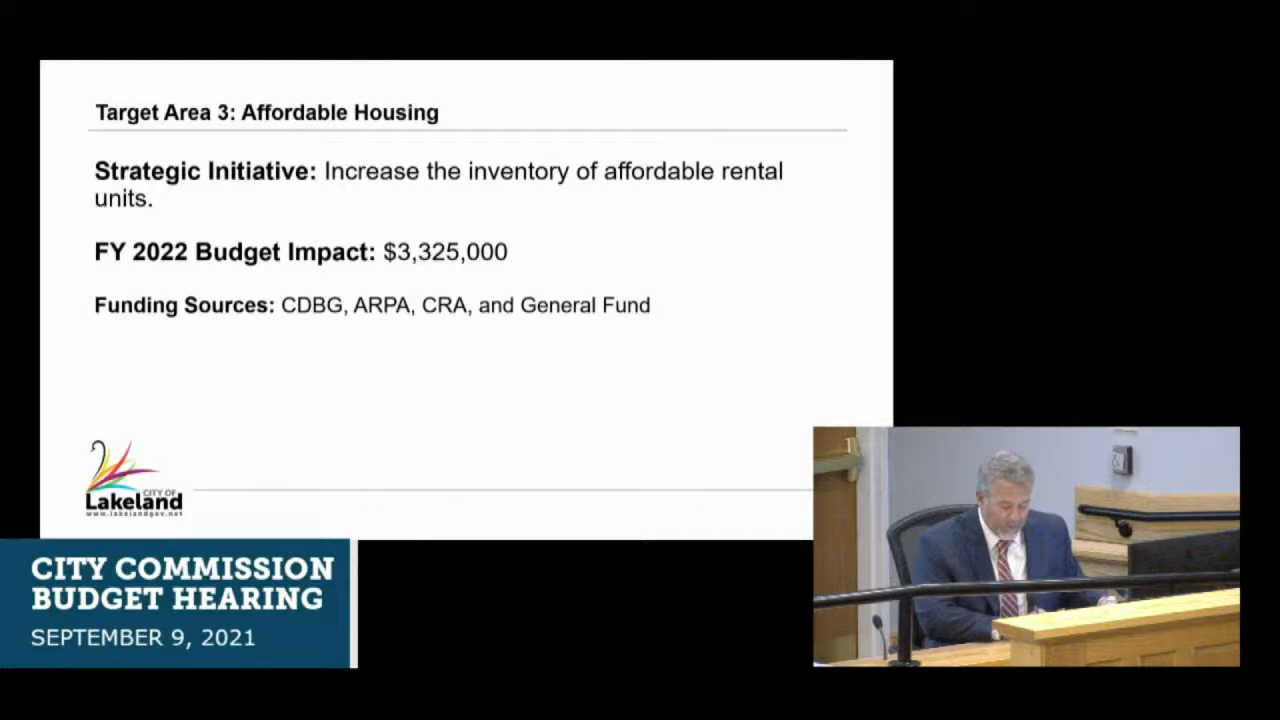 Target Area 3: Affordable Housing
Strategic Initiative: Increase the inventory of affordable rental
units.
FY 2022 Budget Impact: $3,325,000
Funding Sources: CDBG, ARPA, CRA, and General Fund
CITY OF
Lakeland
www.lakelandgov.net
CITY COMMISSION
BUDGET HEARING
SEPTEMBER 9, 2021